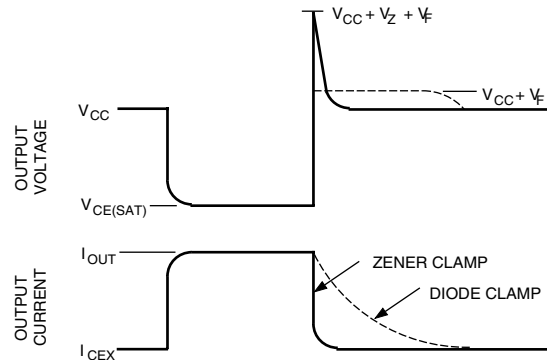 V_CC + V_Z + V_F
V_CC + V_F
V_CC
OUTPUT
VOLTAGE
V_CE(SAT)
I_OUT
ZENER CLAMP
DIODE CLAMP
OUTPUT
CURRENT
I_CEX